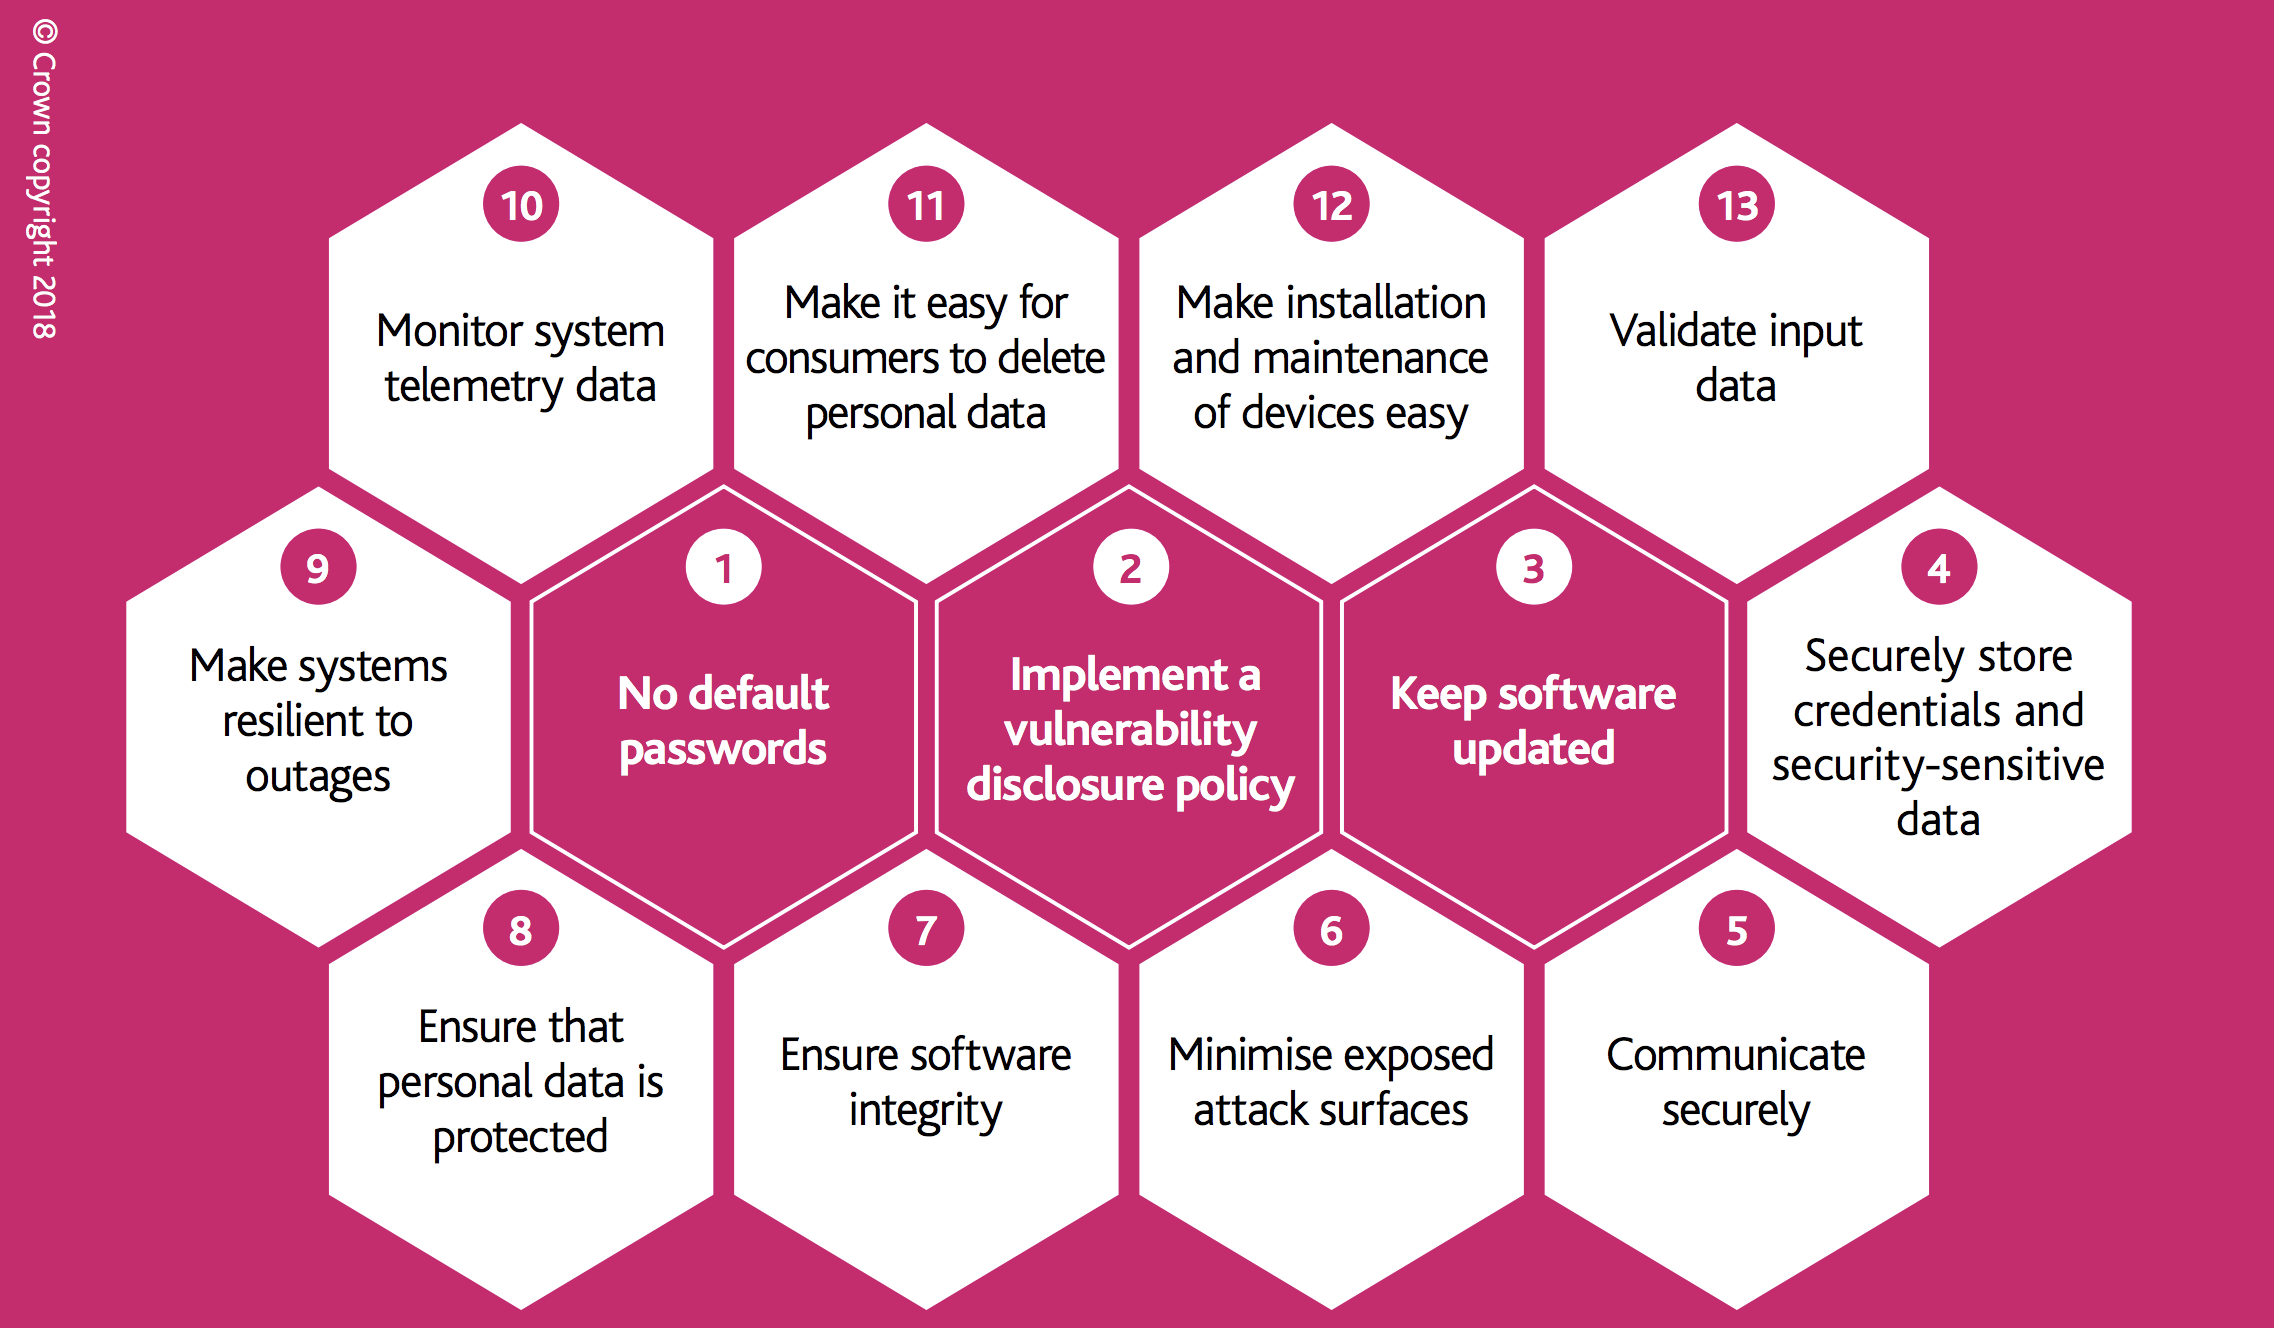 © Crown copyright 2018
10
Monitor system
telemetry data
11
Make it easy for
consumers to delete
personal data
12
Make installation
and maintenance
of devices easy
13
Validate input
data
9
Make systems
resilient to
outages
1
No default
passwords
2
Implement a
vulnerability
disclosure policy
3
Keep software
updated
4
Securely store
credentials and
security-sensitive
data
8
Ensure that
personal data is
protected
7
Ensure software
integrity
6
Minimise exposed
attack surfaces
5
Communicate
securely